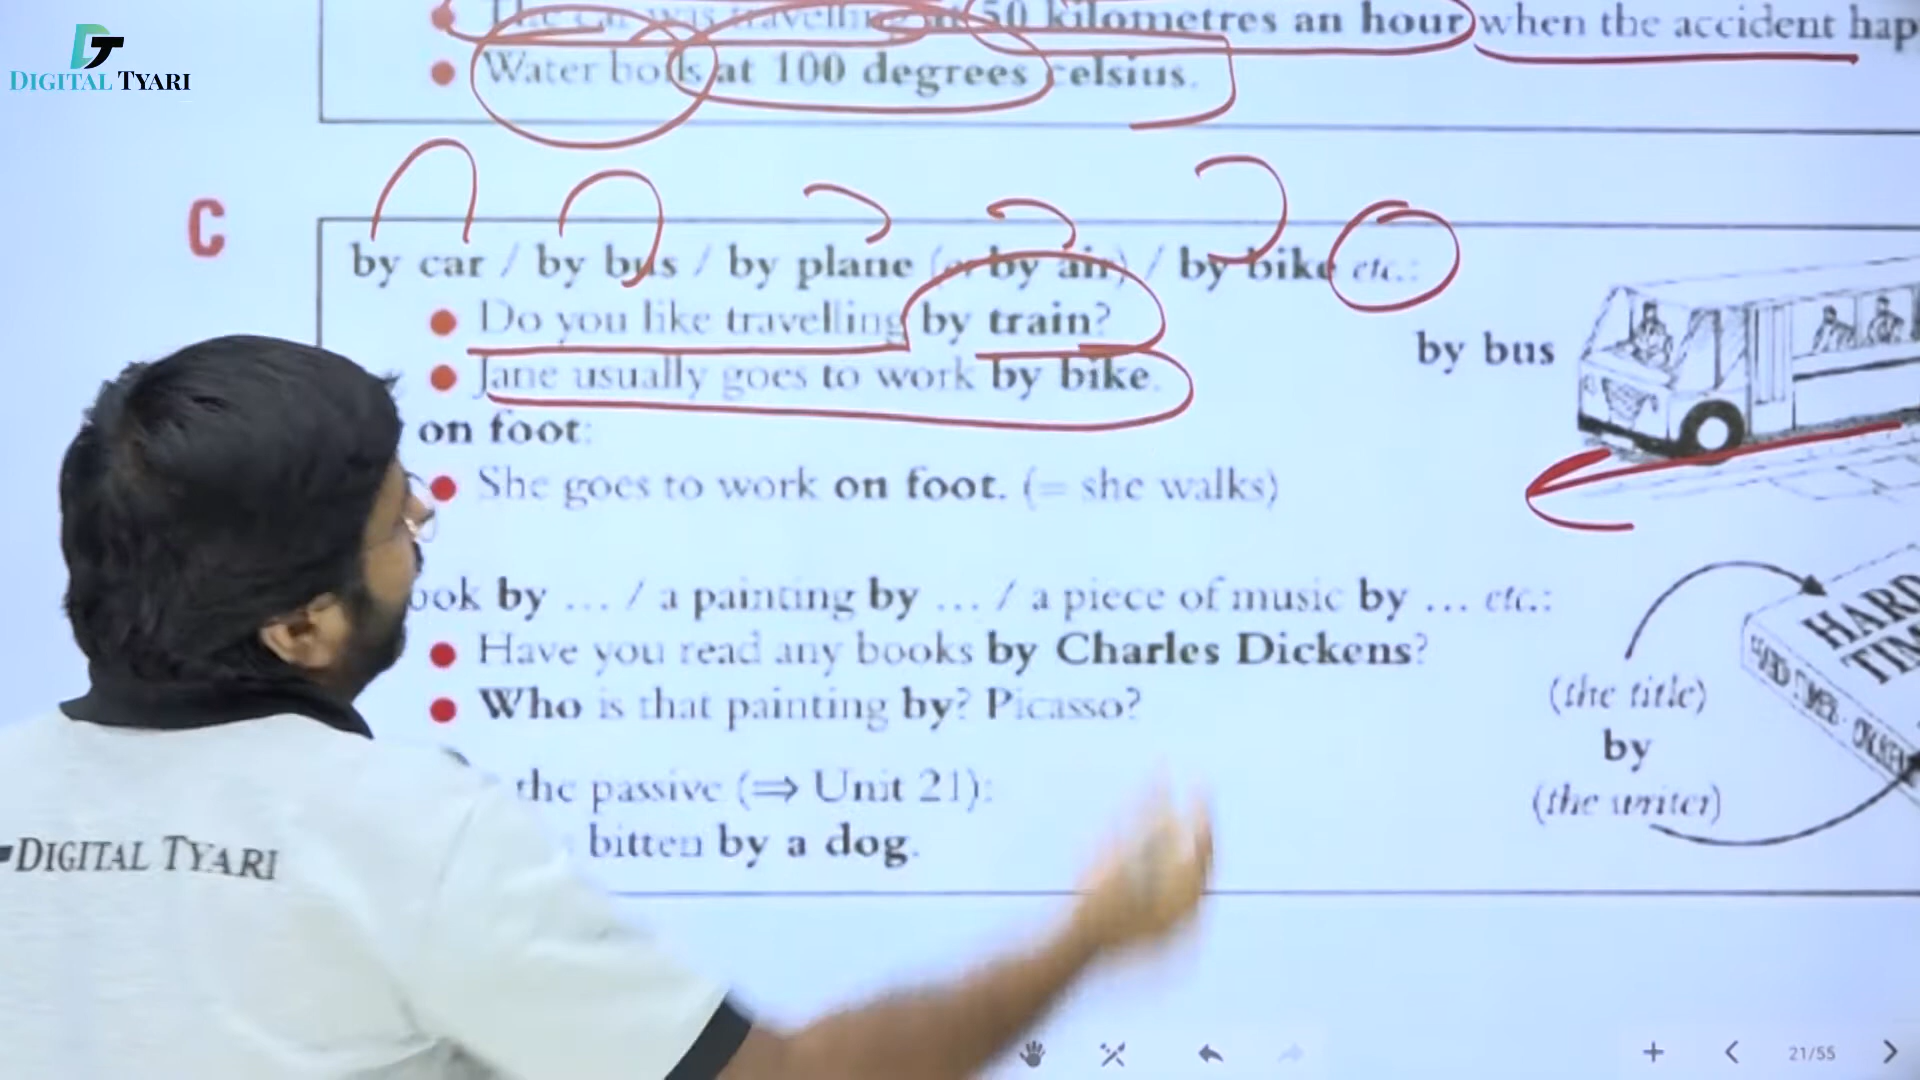 DIGITAL TYARI
The car was travelling at 50 kilometres an hour when the accident hap
Water boils at 100 degrees celsius.
C
by car / by bus / by plane (or by air) / by bike etc.:
Do you like travelling by train?
Jane usually goes to work by bike.
by bus
on foot:
She goes to work on foot. (= she walks)
ook by ... / a painting by ... / a piece of music by ... etc.:
Have you read any books by Charles Dickens?
Who is that painting by? Picasso?
HARD
TIM
(the title)
by
(the writer)
the passive (⇒ Unit 21):
bitten by a dog.
DIGITAL TYARI
21/55